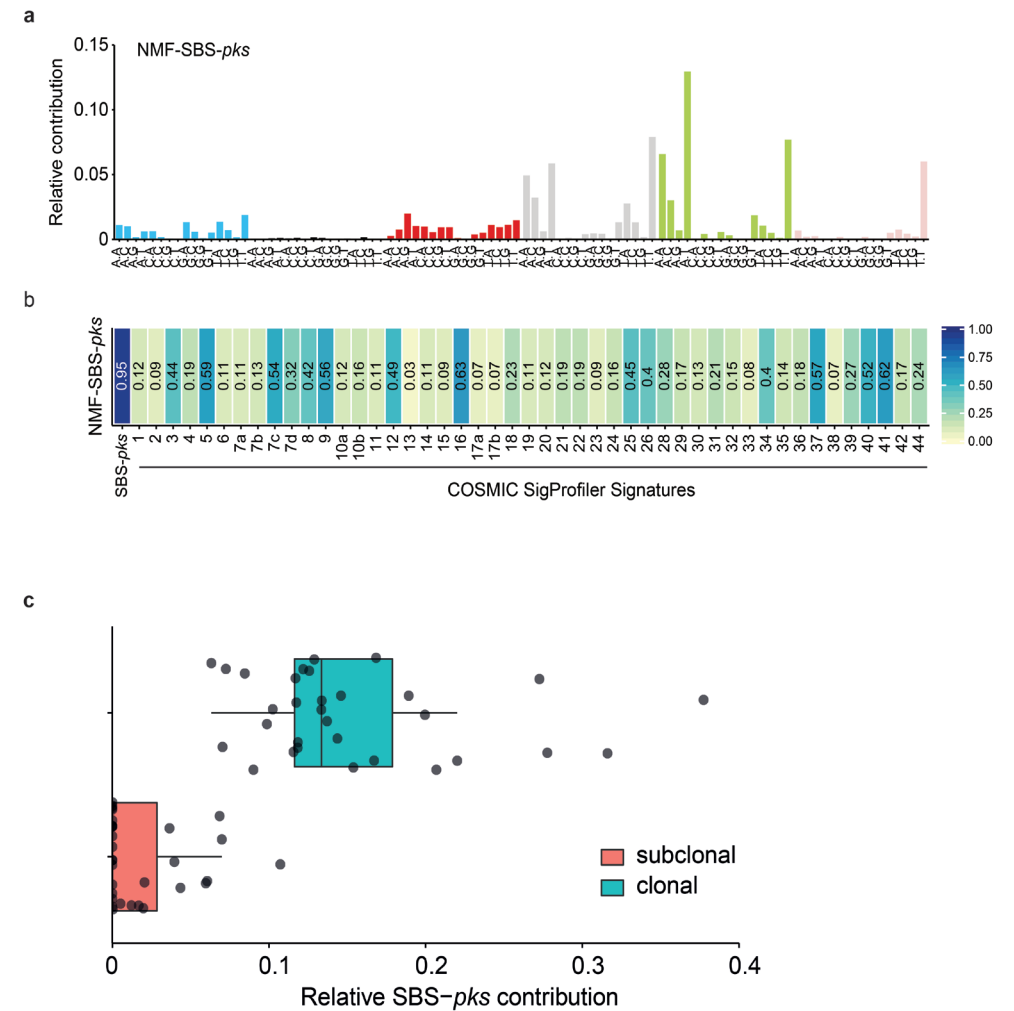 a
NMF-SBS-pks
Relative contribution
0.15
0.10
0.05
0
b
NMF-SBS-pks
0.95 0.12 0.09 0.44 0.19 0.59 0.11 0.11 0.13 0.54 0.32 0.42 0.56 0.12 0.16 0.11 0.49 0.03 0.11 0.09 0.63 0.07 0.07 0.23 0.11 0.12 0.19 0.19 0.09 0.16 0.45 0.4 0.28 0.17 0.13 0.21 0.15 0.08 0.4 0.14 0.18 0.57 0.07 0.27 0.52 0.62 0.17 0.24
SBS-pks 1 2 3 4 5 6 7a 7b 7c 7d 8 9 10a 10b 11 12 13 14 15 16 17a 17b 18 19 20 21 22 23 24 25 26 28 29 30 31 32 33 34 35 36 37 38 39 40 41 42 44
COSMIC SigProfiler Signatures
1.00
0.75
0.50
0.25
0.00
c
subclonal
clonal
0 0.1 0.2 0.3 0.4
Relative SBS−pks contribution